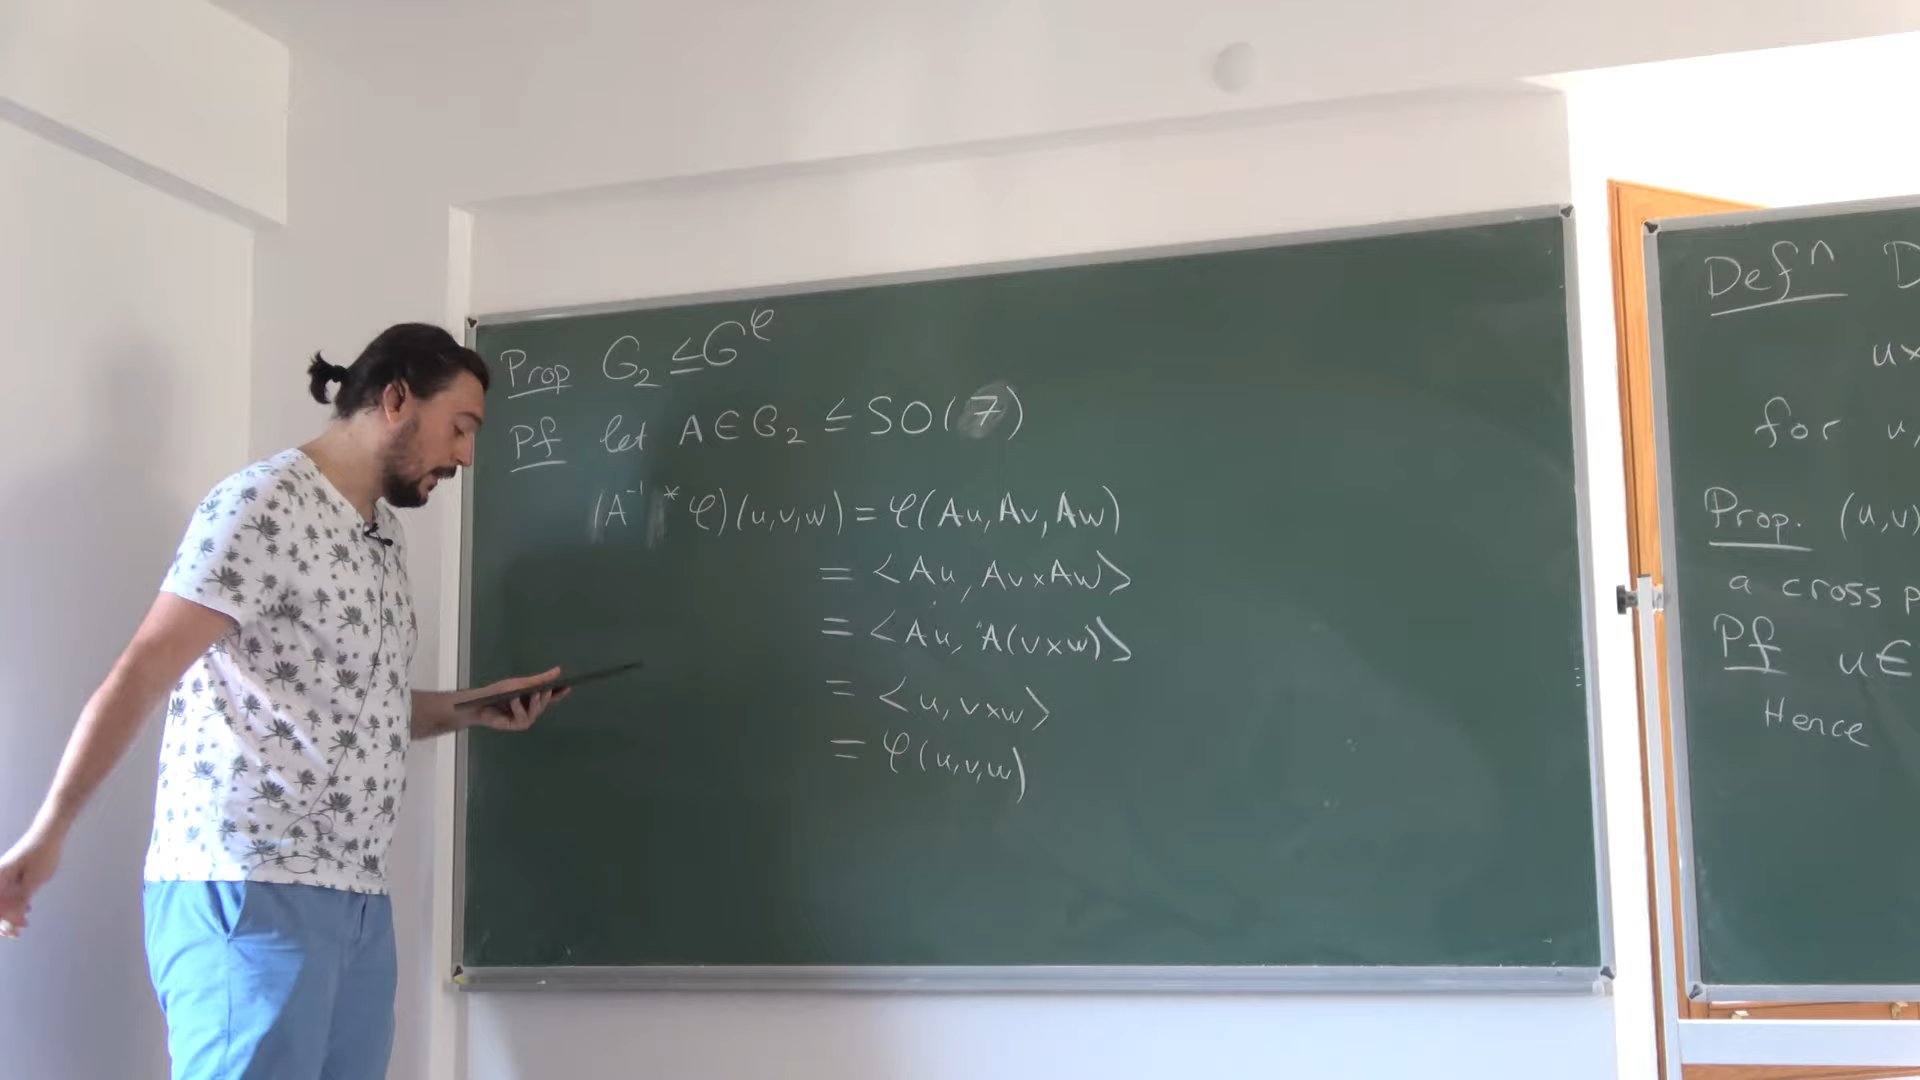 Prop G₂ ≤ G^φ
Pf let A ∈ G₂ ≤ SO(7)
(A⁻¹ * φ)(u,v,w) = φ(Au, Av, Aw)
= <Au, Av×Aw>
= <Au, A(v×w)>
= <u, v×w>
= φ(u,v,w)
Defn D
u×
for u,
Prop. (u,v)
a cross p
Pf u∈
Hence